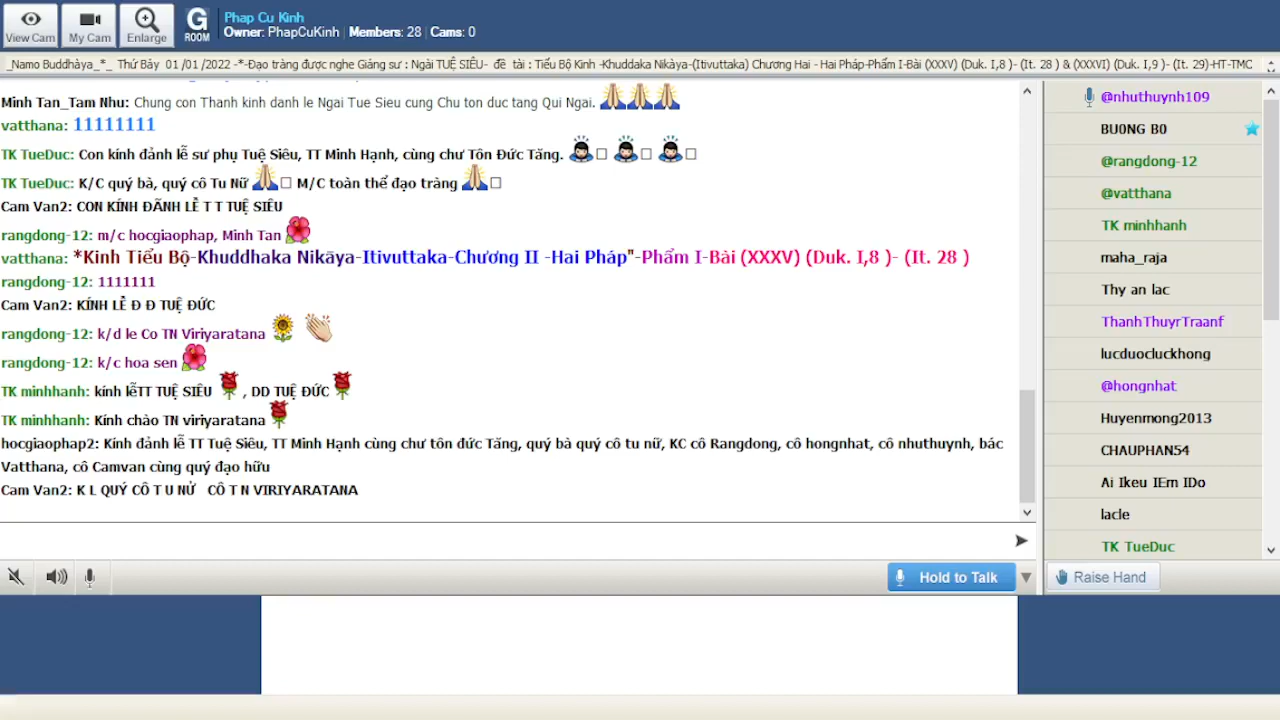 View Cam
My Cam
Enlarge
G
ROOM
Phap Cu Kinh
Owner: PhapCuKinh | Members: 28 | Cams: 0
_Namo Buddhàya_*_ Thứ Bảy 01 /01 /2022 -*-Đạo tràng được nghe Giảng sư : Ngài TUỆ SIÊU- đề tài : Tiểu Bộ Kinh -Khuddaka Nikàya-(Itivuttaka) Chương Hai - Hai Pháp-Phẩm I-Bài (XXXV) (Duk. I,8 )- (It. 28 ) & (XXXVI) (Duk. I,9 )- (It. 29)-HT-TMC
Minh Tan_Tam Nhu: Chung con Thanh kinh danh le Ngai Tue Sieu cung Chu ton duc tang Qui Ngai. 🙏🙏🙏
vatthana: 11111111
TK TueDuc: Con kính đảnh lễ sư phụ Tuệ Siêu, TT Minh Hạnh, cùng chư Tôn Đức Tăng.
TK TueDuc: K/C quý bà, quý cô Tu Nữ 🙏 M/C toàn thể đạo tràng 🙏
Cam Van2: CON KÍNH ĐÃNH LỄ T T TUỆ SIÊU
rangdong-12: m/c hocgiaophap, Minh Tan 🌺
vatthana: *Kinh Tiểu Bộ-Khuddhaka Nikāya-Itivuttaka-Chương II -Hai Pháp"-Phẩm I-Bài (XXXV) (Duk. I,8 )- (It. 28 )
rangdong-12: 1111111
Cam Van2: KÍNH LỄ Đ Đ TUỆ ĐỨC
rangdong-12: k/d le Co TN Viriyaratana 🌻 👏
rangdong-12: k/c hoa sen 🌺
TK minhhanh: kính lễTT TUỆ SIÊU 🌹 , DD TUỆ ĐỨC 🌹
TK minhhanh: Kính chào TN viriyaratana 🌹
hocgiaophap2: Kính đảnh lễ TT Tuệ Siêu, TT Minh Hạnh cùng chư tôn đức Tăng, quý bà quý cô tu nữ, KC cô Rangdong, cô hongnhat, cô nhuthuynh, bác
Vatthana, cô Camvan cùng quý đạo hữu
Cam Van2: K L QUÝ CÔ T U NỬ CÔ T N VIRIYARATANA
Hold to Talk
@nhuthuynh109
BU0NG B0
@rangdong-12
@vatthana
TK minhhanh
maha_raja
Thy an lac
ThanhThuyrTraanf
lucduocluckhong
@hongnhat
Huyenmong2013
CHAUPHAN54
Ai Ikeu IEm IDo
lacle
TK TueDuc
Raise Hand